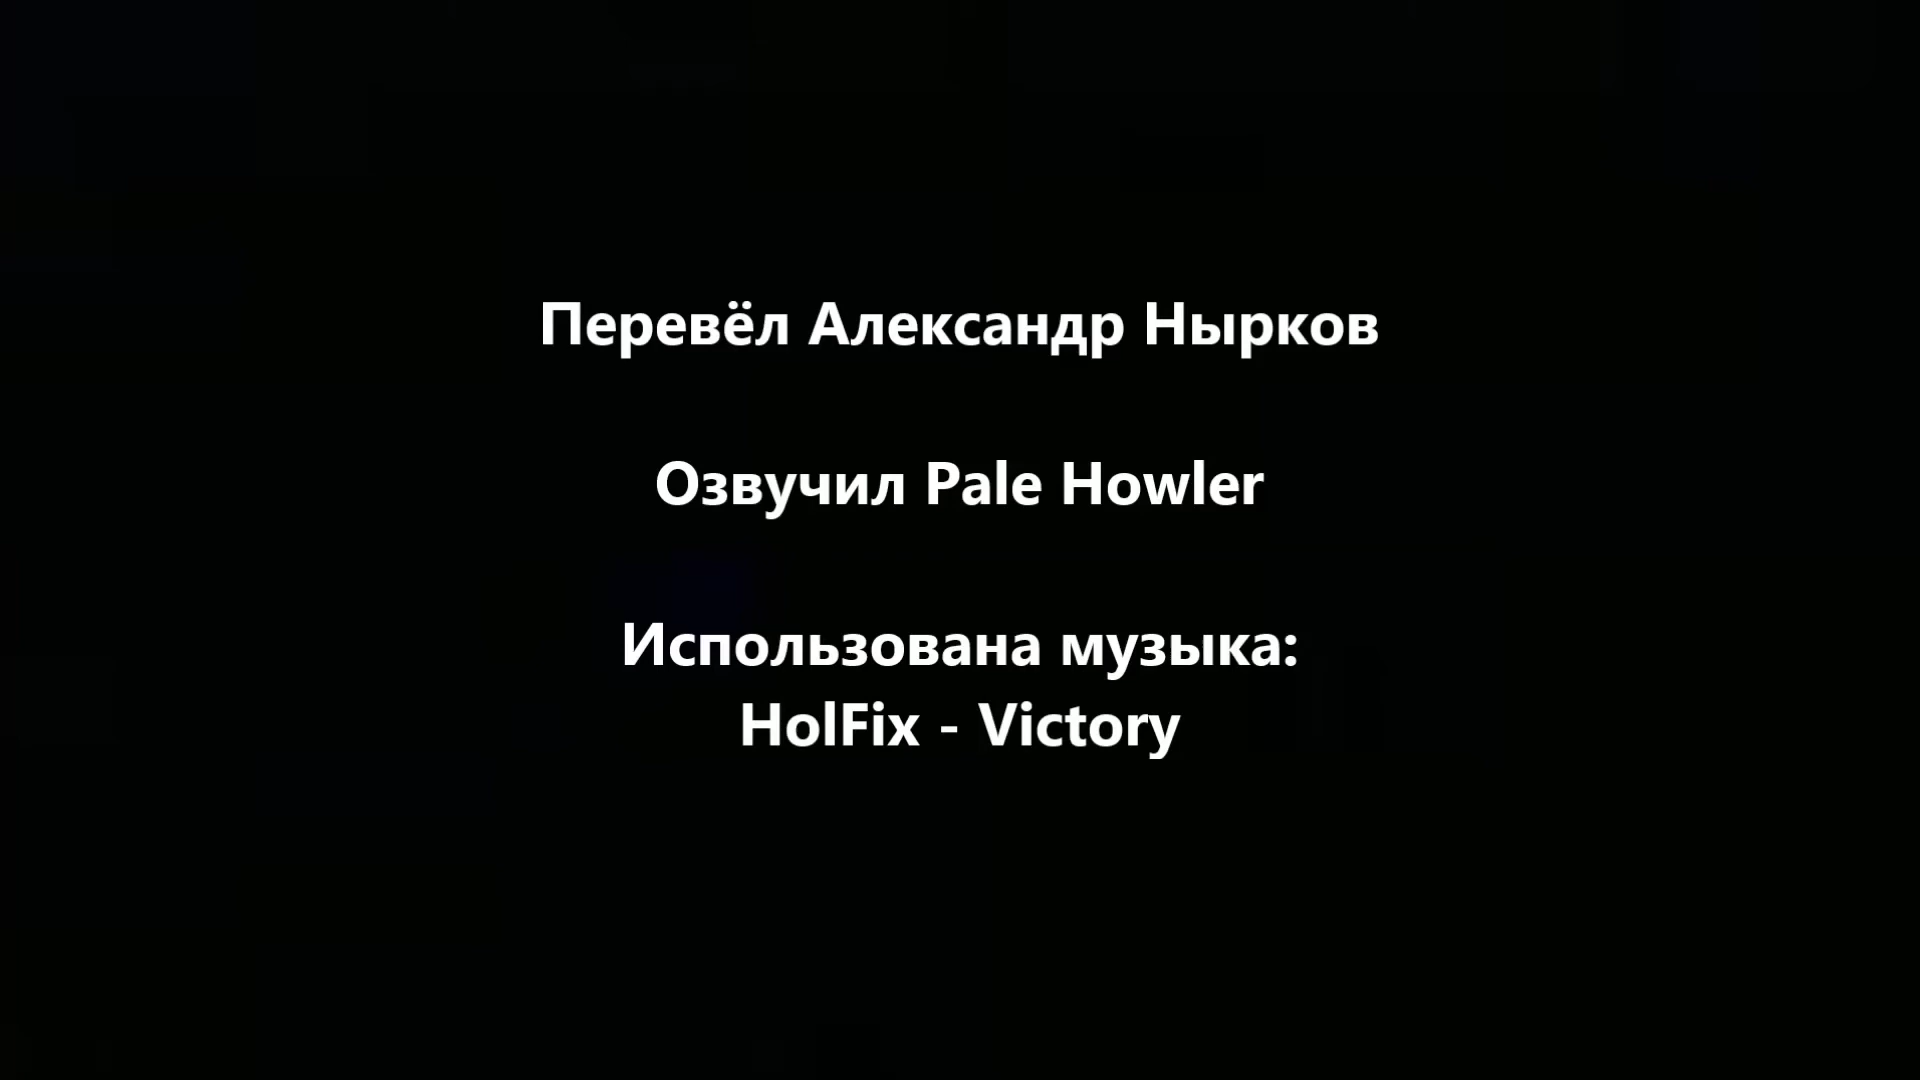 Перевёл Александр Нырков
Озвучил Pale Howler
Использована музыка:
HolFix - Victory